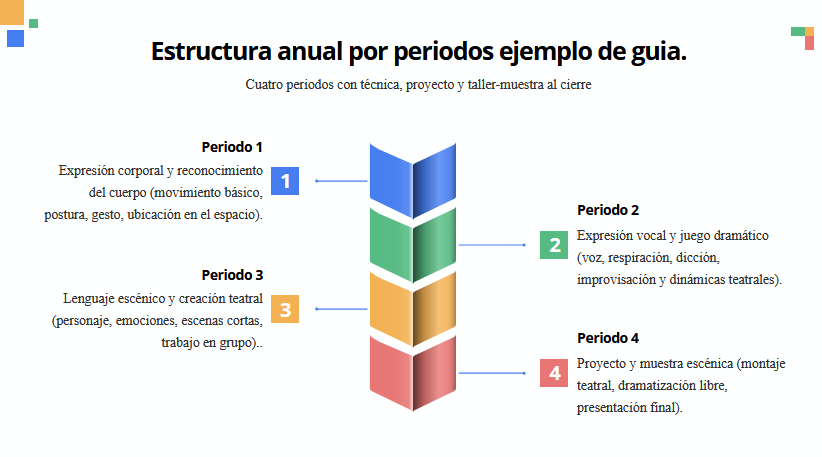 Estructura anual por periodos ejemplo de guia.
Cuatro periodos con técnica, proyecto y taller-muestra al cierre
Periodo 1
Expresión corporal y reconocimiento
del cuerpo (movimiento básico,
postura, gesto, ubicación en el espacio).
1
Periodo 2
Expresión vocal y juego dramático
(voz, respiración, dicción,
improvisación y dinámicas teatrales).
2
Periodo 3
Lenguaje escénico y creación teatral
(personaje, emociones, escenas cortas,
trabajo en grupo)..
3
Periodo 4
Proyecto y muestra escénica (montaje
teatral, dramatización libre,
presentación final).
4